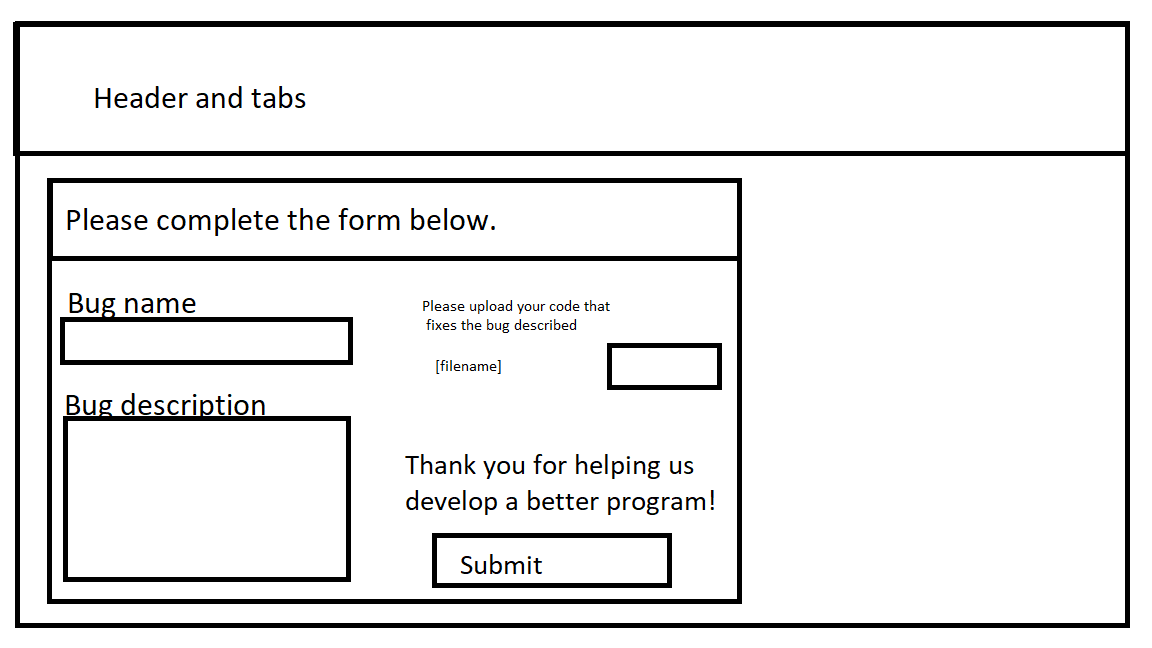 Header and tabs
Please complete the form below.
Bug name
Bug description
Please upload your code that
fixes the bug described
[filename]
Thank you for helping us
develop a better program!
Submit